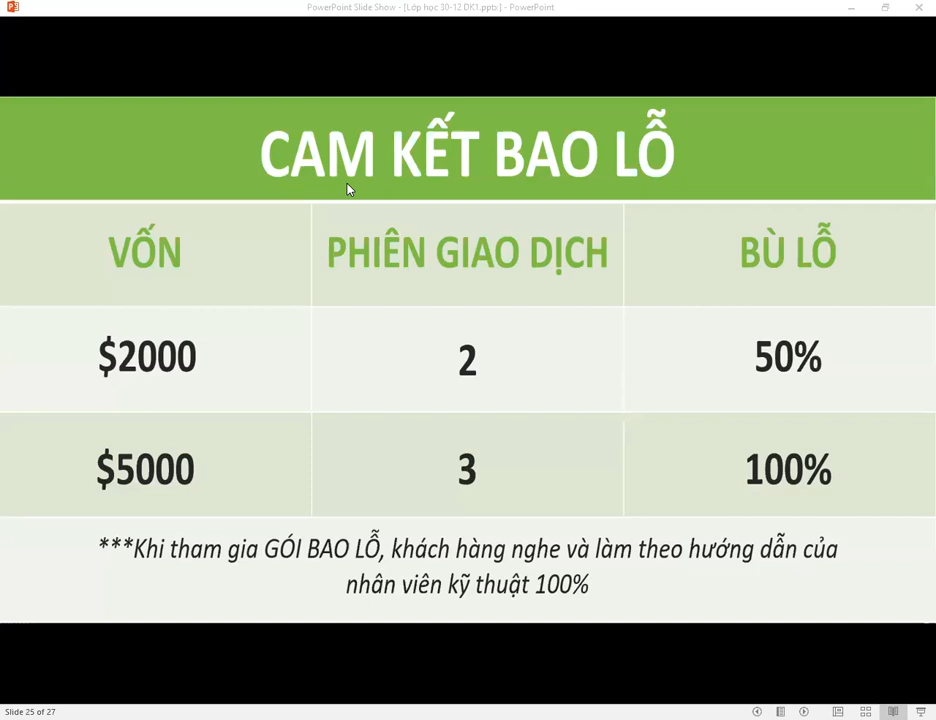 PowerPoint Slide Show - [Lớp học 30-12 DK1.pptx] - PowerPoint
CAM KẾT BAO LỖ
VỐN PHIÊN GIAO DỊCH BÙ LỖ
$2000 2 50%
$5000 3 100%
***Khi tham gia GÓI BAO LỖ, khách hàng nghe và làm theo hướng dẫn của
nhân viên kỹ thuật 100%
Slide 25 of 27